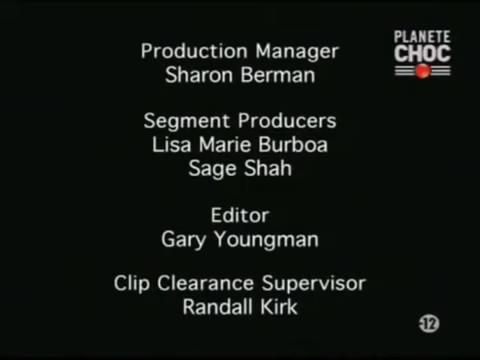 PLANETE
CHOC
Production Manager
Sharon Berman
Segment Producers
Lisa Marie Burboa
Sage Shah
Editor
Gary Youngman
Clip Clearance Supervisor
Randall Kirk
-12